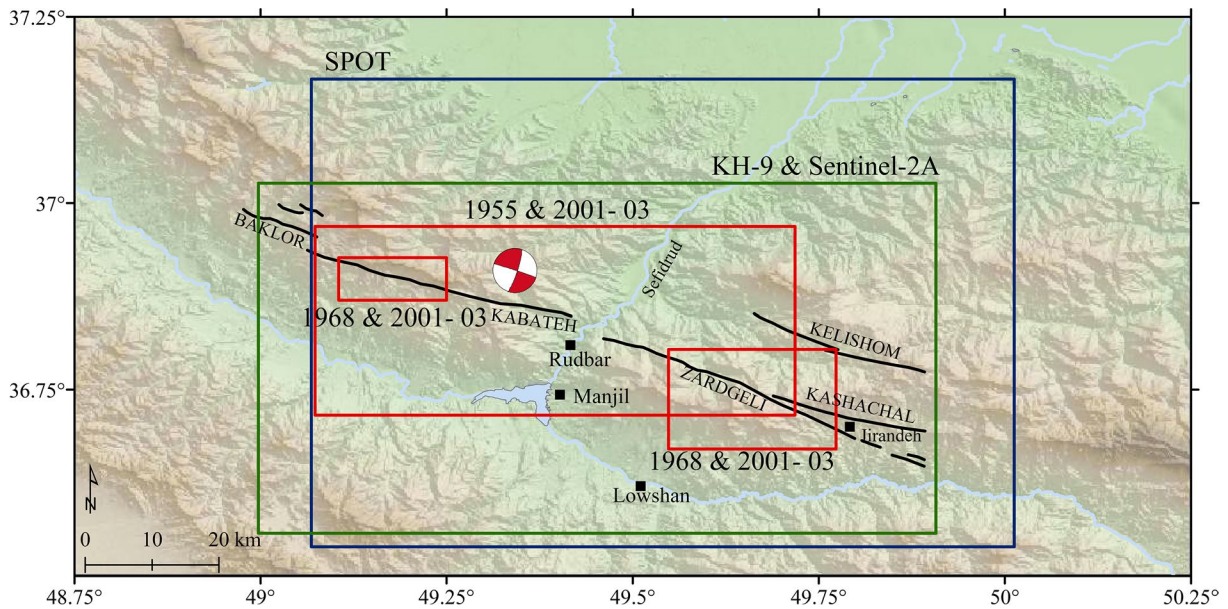 37.25°
SPOT
KH-9 & Sentinel-2A
37°
1955 & 2001- 03
BAKLOR
Sefidrud
1968 & 2001- 03
KABATEH
KELISHOM
Rudbar
36.75°
Manjil
ZARDGELI
KASHACHAL
Jirandeh
1968 & 2001- 03
Lowshan
N
0 10 20 km
48.75° 49° 49.25° 49.5° 49.75° 50° 50.25°